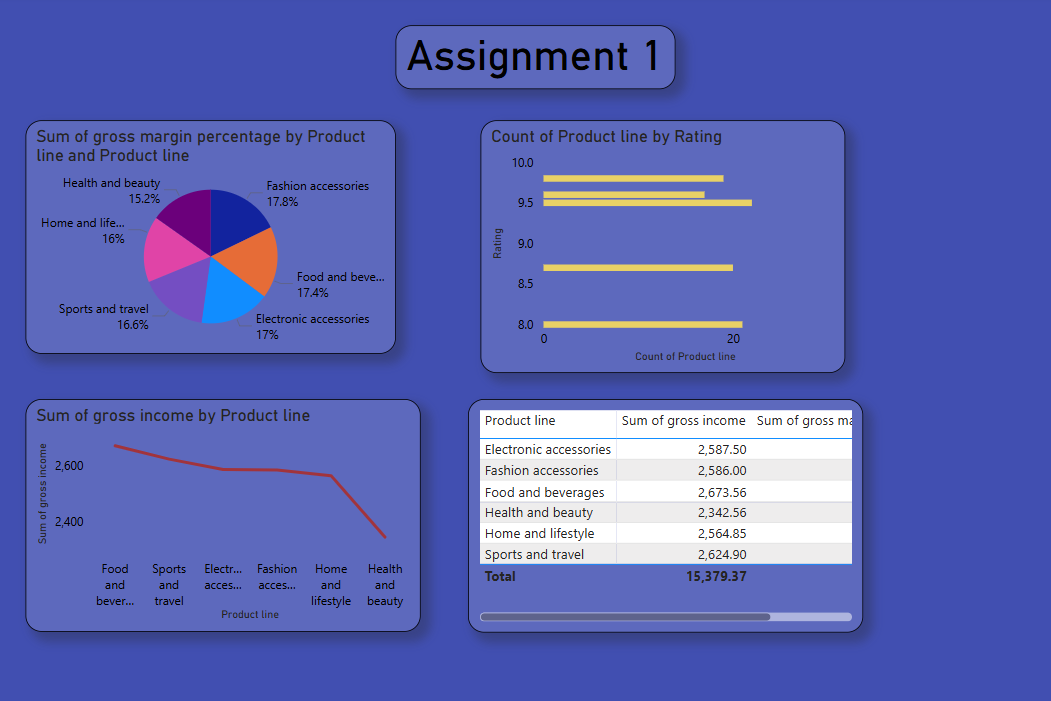 Assignment 1
Sum of gross margin percentage by Product
line and Product line
Health and beauty
15.2%
Fashion accessories
17.8%
Home and life...
16%
Food and beve...
17.4%
Sports and travel
16.6%
Electronic accessories
17%
Count of Product line by Rating
10.0
9.5
9.0
8.5
8.0
Rating
0
20
Count of Product line
Sum of gross income by Product line
Sum of gross income
2,600
2,400
Food
and
bever...
Sports
and
travel
Electr...
acces...
Fashion
acces...
Home
and
lifestyle
Health
and
beauty
Product line
Product line Sum of gross income Sum of gross ma
Electronic accessories 2,587.50
Fashion accessories 2,586.00
Food and beverages 2,673.56
Health and beauty 2,342.56
Home and lifestyle 2,564.85
Sports and travel 2,624.90
Total 15,379.37